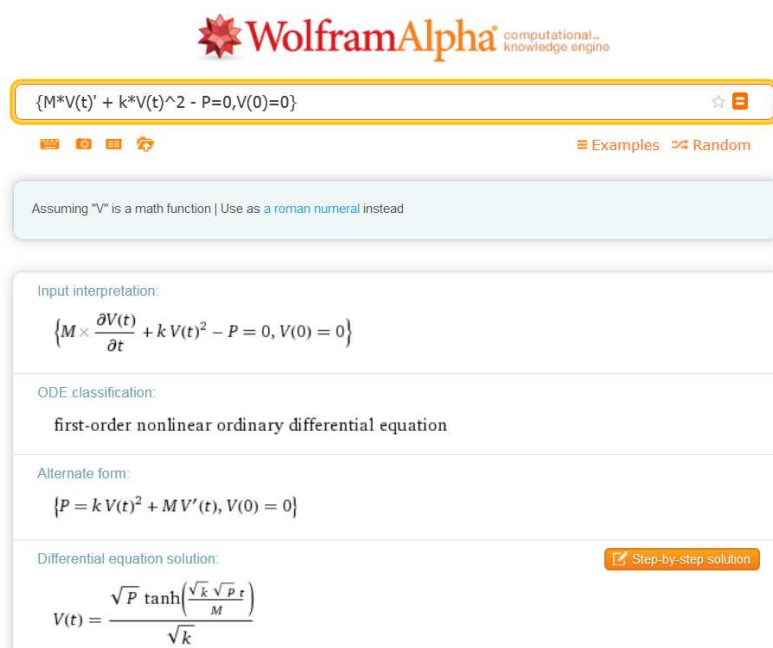 WolframAlpha computational knowledge engine
{M*V(t)' + k*V(t)^2 - P=0,V(0)=0}
Examples Random
Assuming "V" is a math function | Use as a roman numeral instead
Input interpretation:
{M × ∂V(t)/∂t + k V(t)² − P = 0, V(0) = 0}
ODE classification:
first-order nonlinear ordinary differential equation
Alternate form:
{P = k V(t)² + M V′(t), V(0) = 0}
Differential equation solution:
Step-by-step solution
V(t) = √P tanh(√k √P t / M) / √k